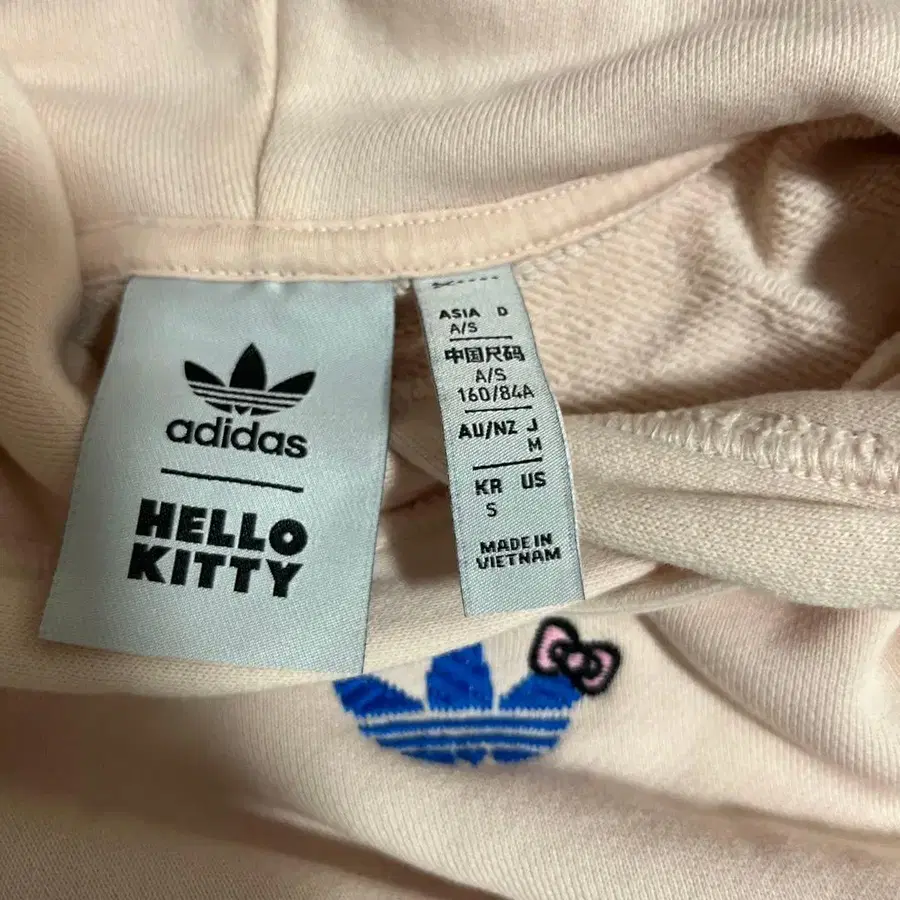 adidas
HELLO
KITTY
ASIA D
A/S
中国尺码
A/S
160/84A
AU/NZ J
M
KR US
S
MADE IN
VIETNAM